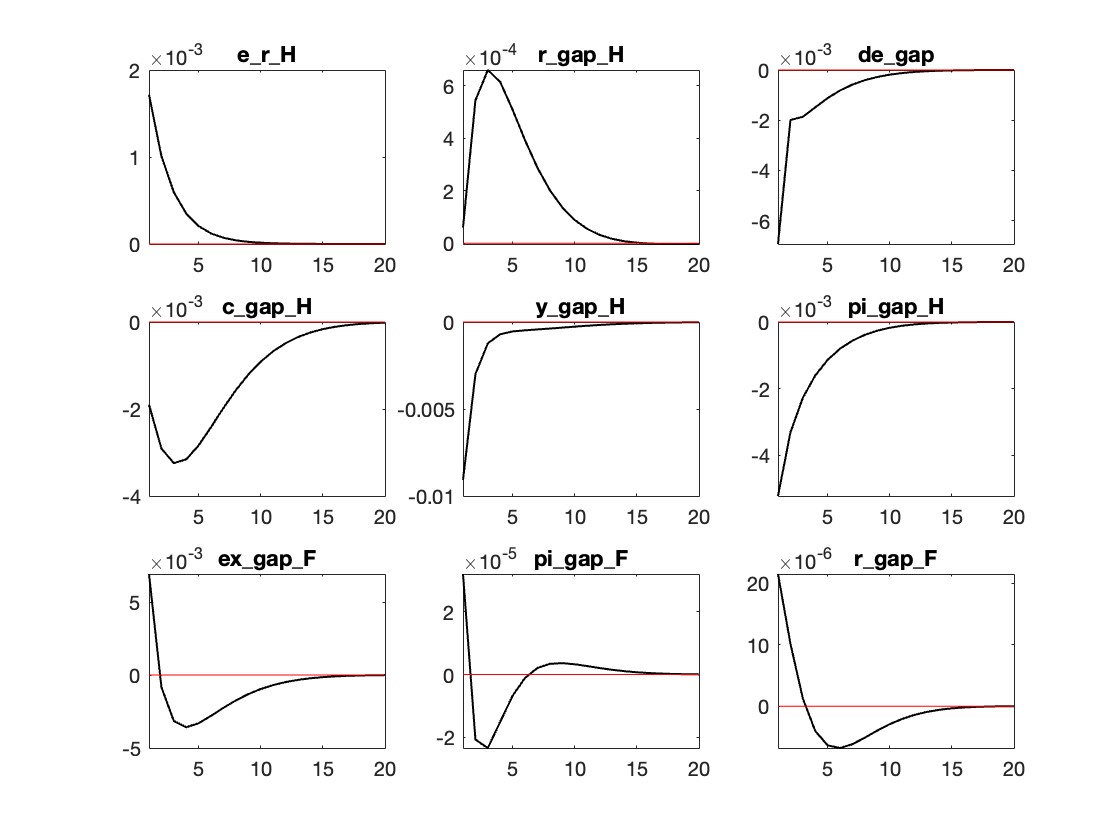 ×10^-3 e_r_H
2
1
0
5 10 15 20
×10^-4 r_gap_H
6
4
2
0
5 10 15 20
×10^-3 de_gap
0
-2
-4
-6
5 10 15 20
×10^-3 c_gap_H
0
-2
-4
5 10 15 20
y_gap_H
0
-0.005
-0.01
5 10 15 20
×10^-3 pi_gap_H
0
-2
-4
5 10 15 20
×10^-3 ex_gap_F
5
0
-5
5 10 15 20
×10^-5 pi_gap_F
2
0
-2
5 10 15 20
×10^-6 r_gap_F
20
10
0
5 10 15 20